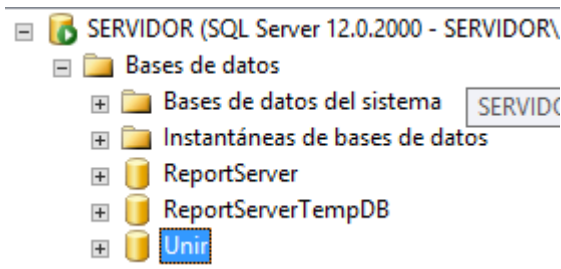 SERVIDOR (SQL Server 12.0.2000 - SERVIDOR\
Bases de datos
Bases de datos del sistema
SERVIDO
Instantáneas de bases de datos
ReportServer
ReportServerTempDB
Unir